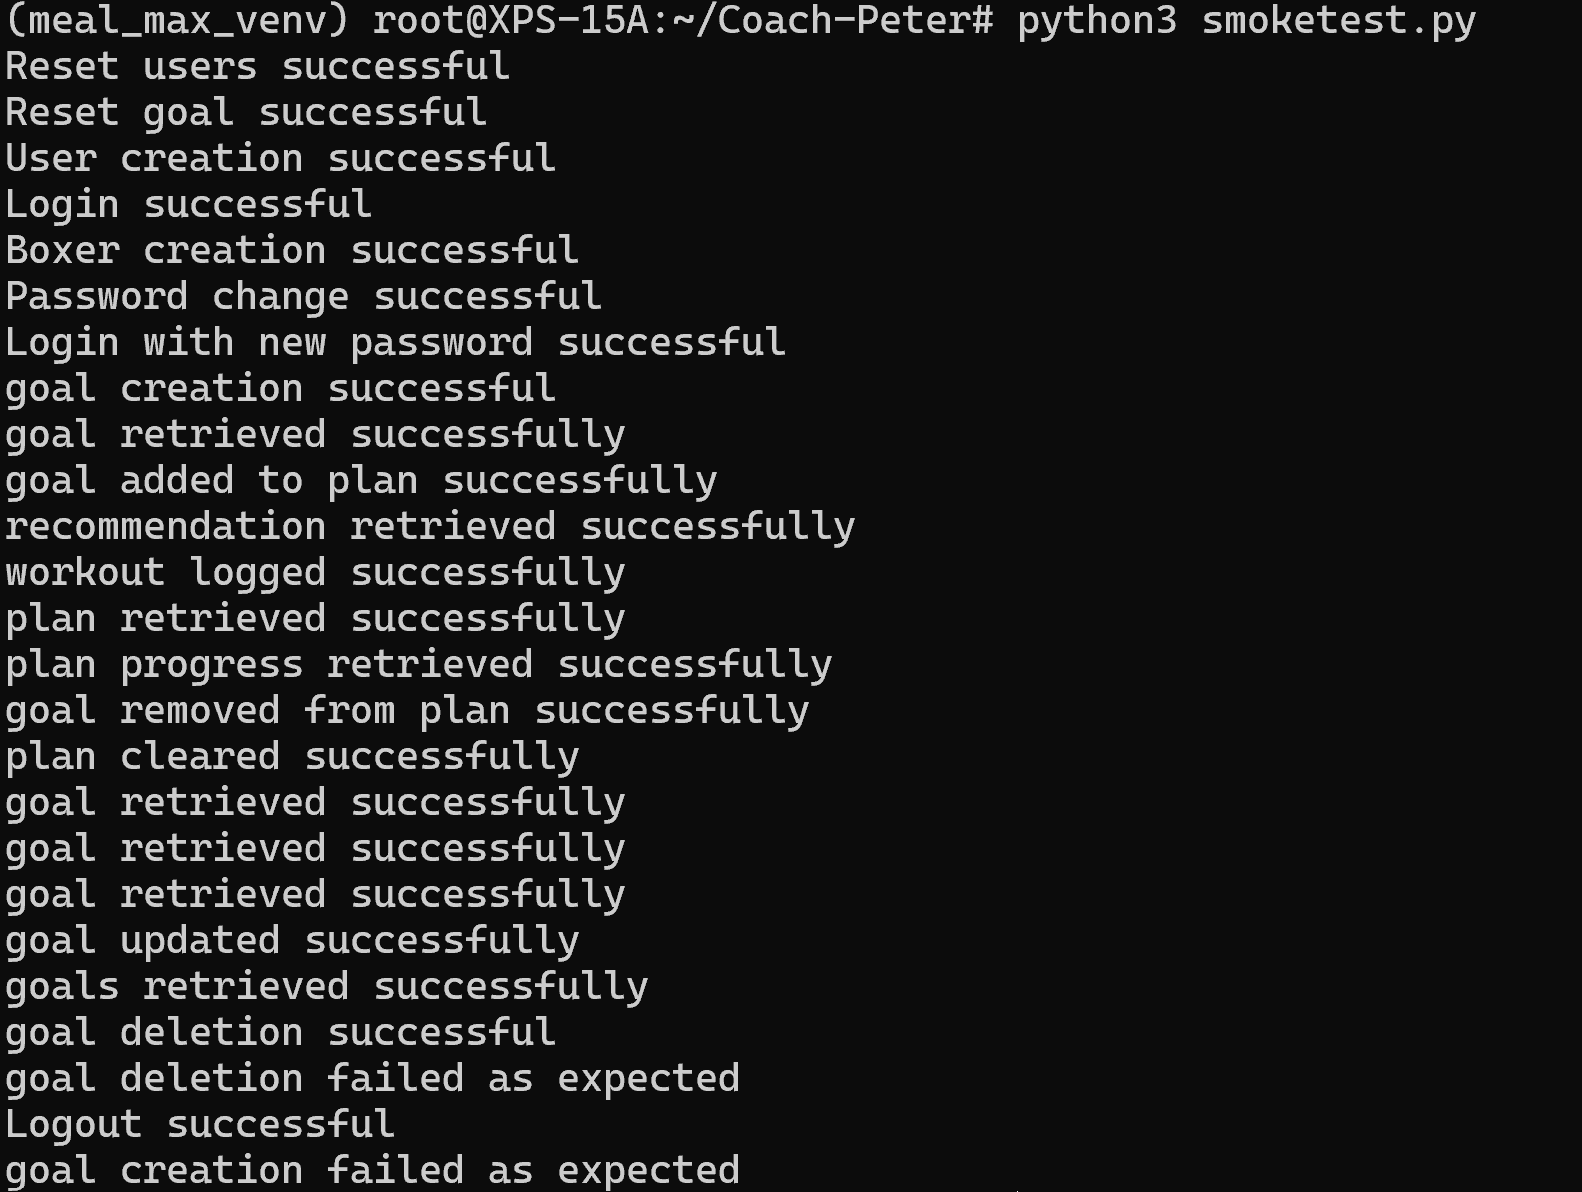 (meal_max_venv) root@XPS-15A:~/Coach-Peter# python3 smoketest.py
Reset users successful
Reset goal successful
User creation successful
Login successful
Boxer creation successful
Password change successful
Login with new password successful
goal creation successful
goal retrieved successfully
goal added to plan successfully
recommendation retrieved successfully
workout logged successfully
plan retrieved successfully
plan progress retrieved successfully
goal removed from plan successfully
plan cleared successfully
goal retrieved successfully
goal retrieved successfully
goal retrieved successfully
goal updated successfully
goals retrieved successfully
goal deletion successful
goal deletion failed as expected
Logout successful
goal creation failed as expected